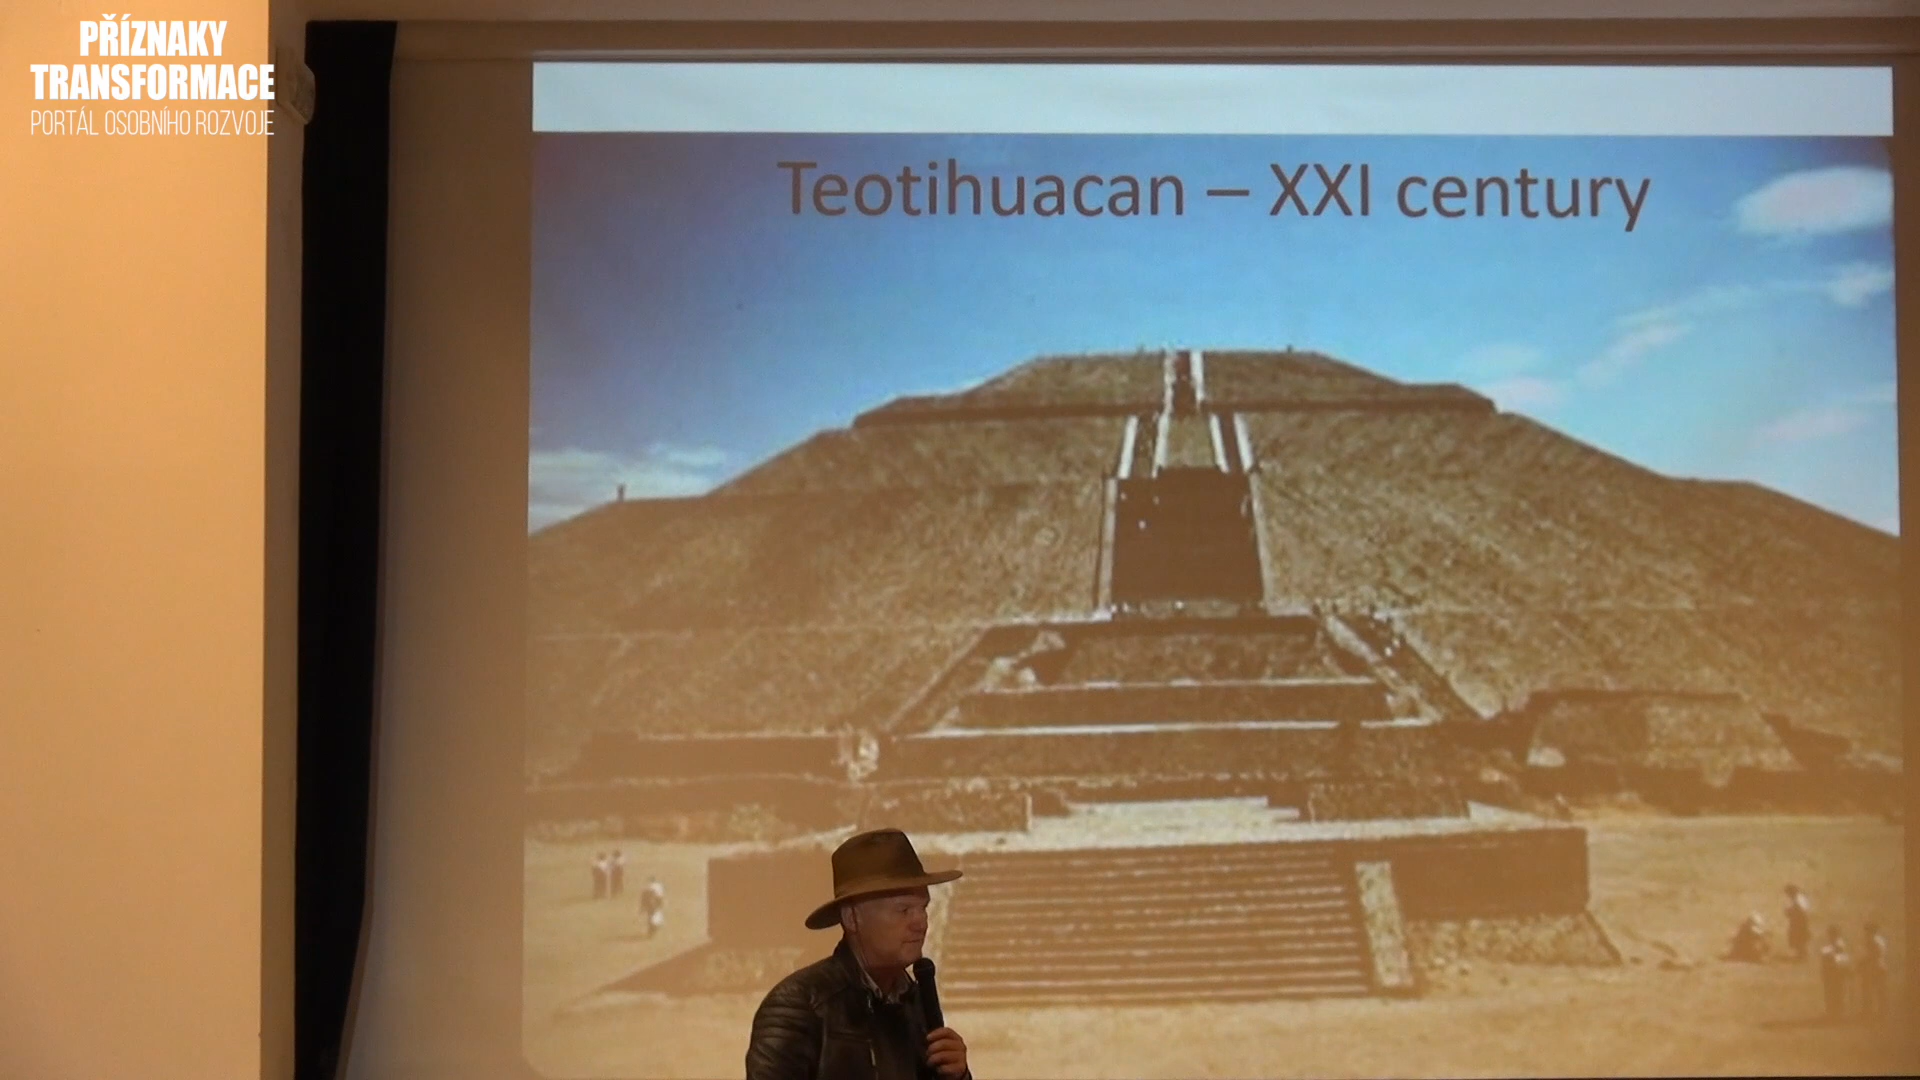 PŘÍZNAKY
TRANSFORMACE
PORTÁL OSOBNÍHO ROZVOJE
Teotihuacan – XXI century